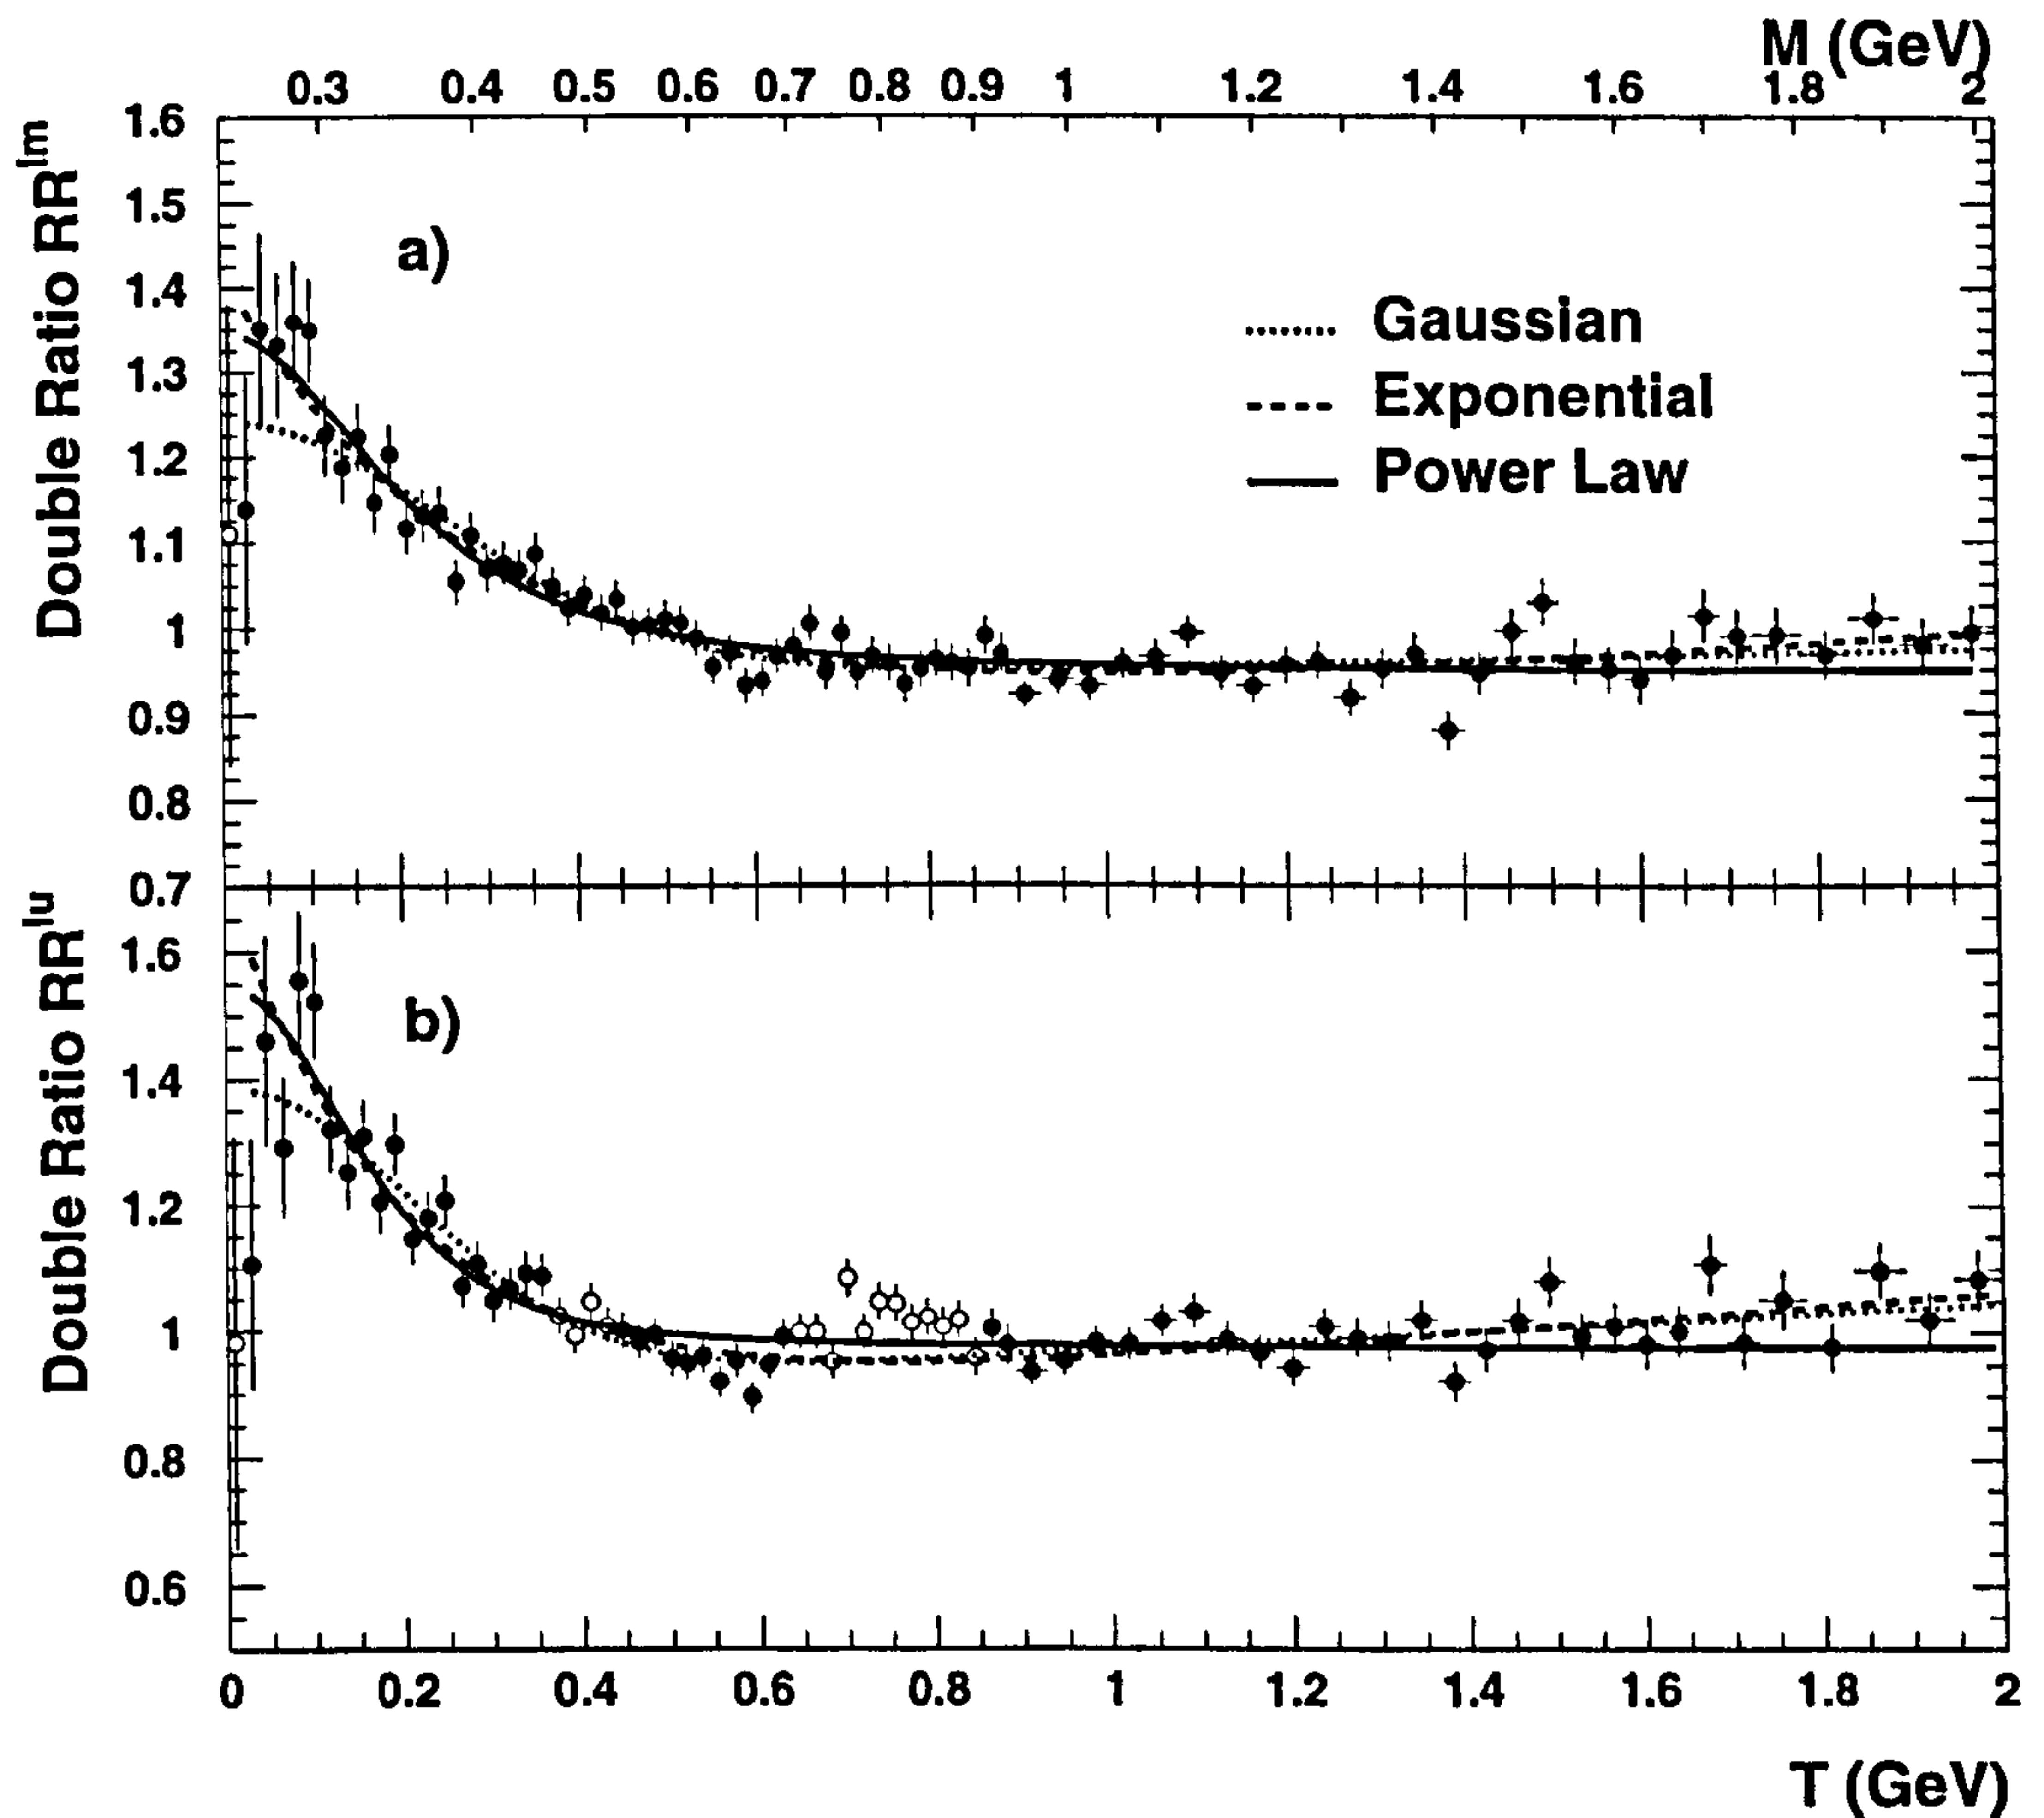 M (GeV)
0.3 0.4 0.5 0.6 0.7 0.8 0.9 1 1.2 1.4 1.6 1.8 2
Double Ratio RR^lm
1.6
1.5
1.4
1.3
1.2
1.1
1
0.9
0.8
0.7
a)
Gaussian
Exponential
Power Law
Double Ratio RR^lu
1.6
1.4
1.2
1
0.8
0.6
b)
0 0.2 0.4 0.6 0.8 1 1.2 1.4 1.6 1.8 2
T (GeV)